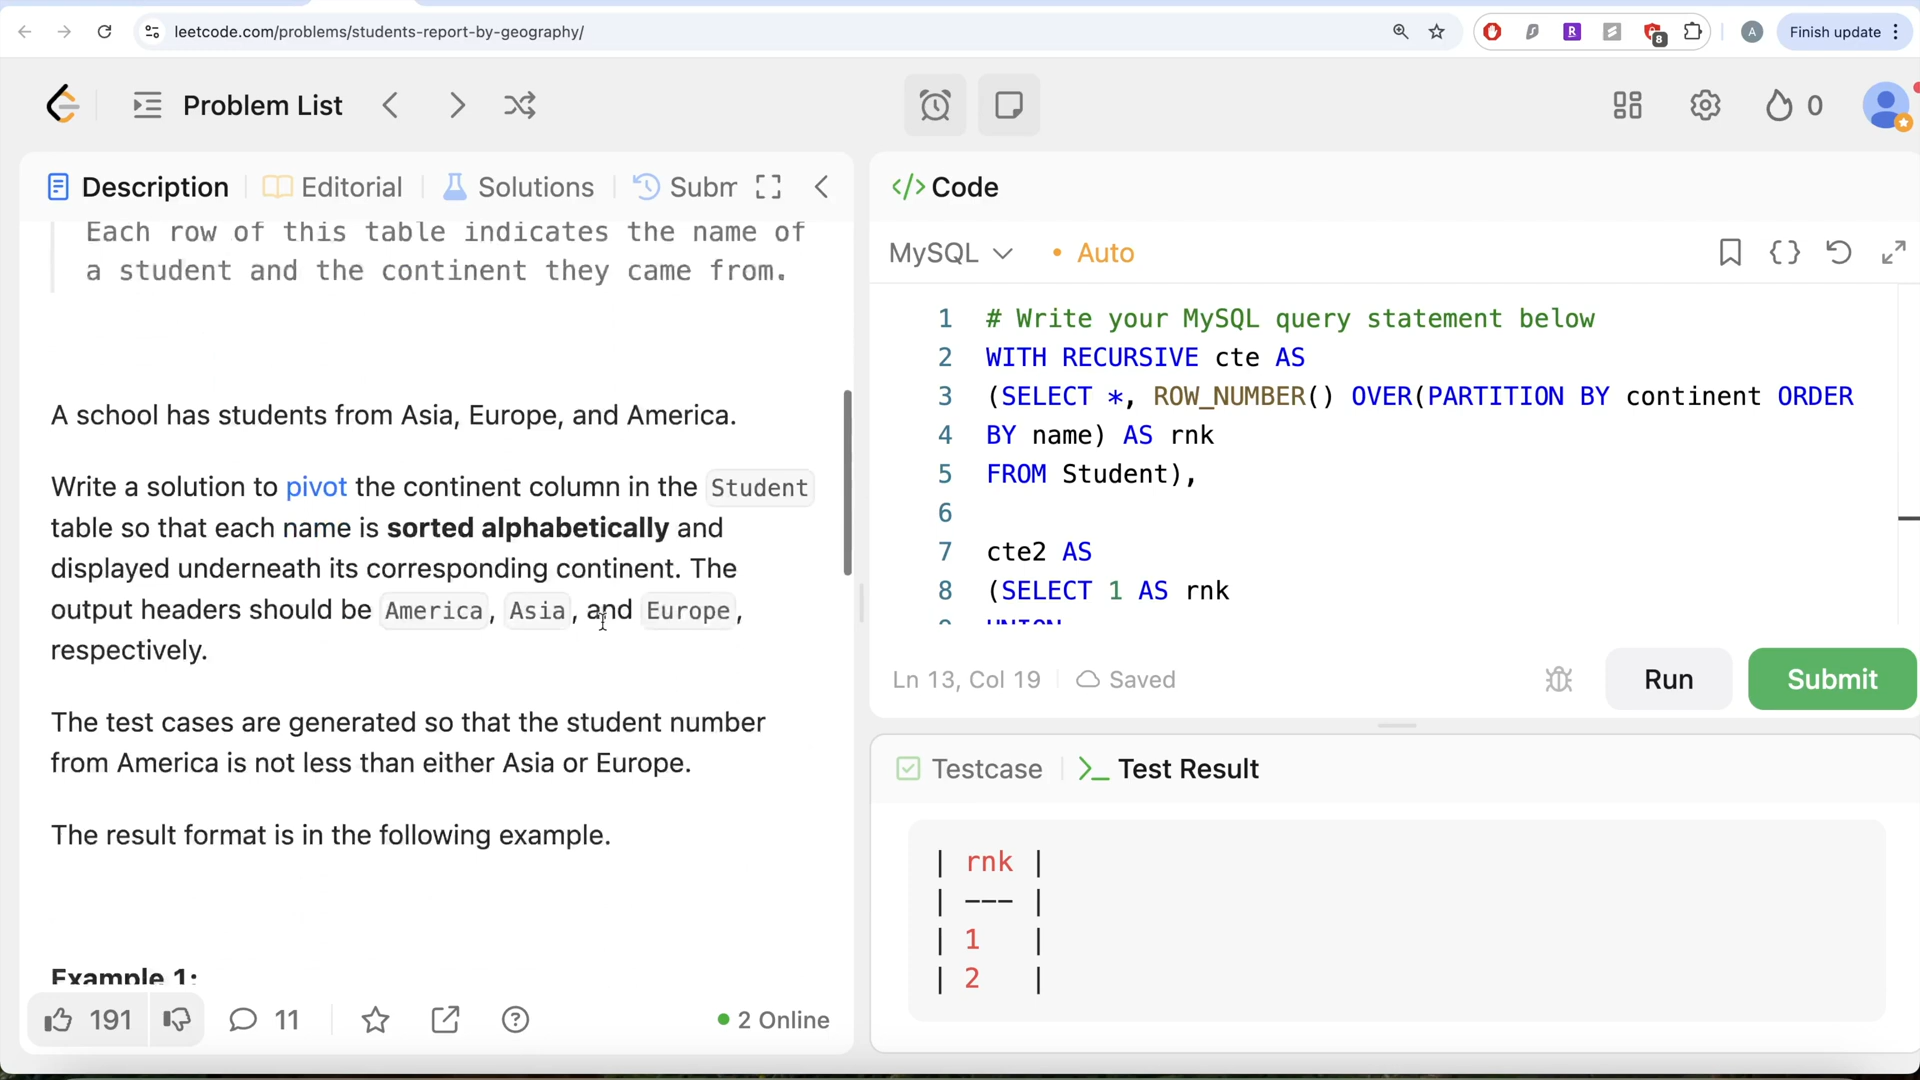 leetcode.com/problems/students-report-by-geography/
8
A
Finish update
Problem List
0
Description
Editorial
Solutions
Subm
Each row of this table indicates the name of
a student and the continent they came from.
A school has students from Asia, Europe, and America.
Write a solution to pivot the continent column in the Student
table so that each name is sorted alphabetically and
displayed underneath its corresponding continent. The
output headers should be America, Asia, and Europe,
respectively.
The test cases are generated so that the student number
from America is not less than either Asia or Europe.
The result format is in the following example.
Example 1:
191
11
2 Online
</> Code
MySQL
• Auto
1 # Write your MySQL query statement below
2 WITH RECURSIVE cte AS
3 (SELECT *, ROW_NUMBER() OVER(PARTITION BY continent ORDER
4 BY name) AS rnk
5 FROM Student),
6
7 cte2 AS
8 (SELECT 1 AS rnk
9 UNION
Ln 13, Col 19
Saved
Run
Submit
Testcase
>_ Test Result
| rnk |
| --- |
| 1 |
| 2 |